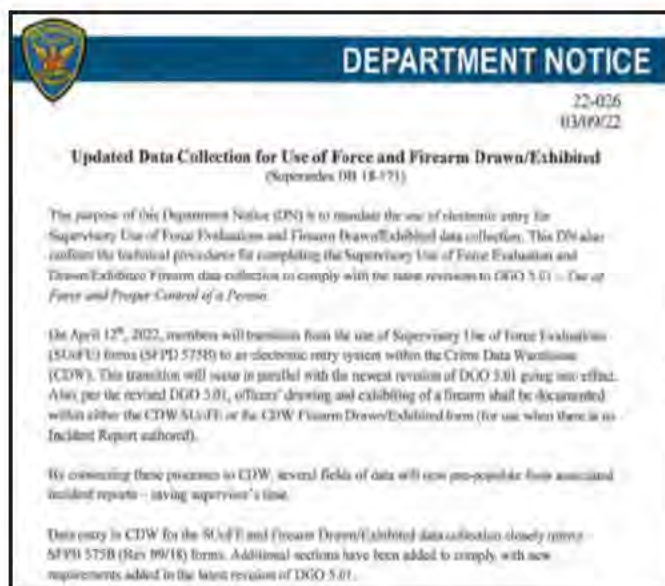 DEPARTMENT NOTICE
22-026
03/09/22
Updated Data Collection for Use of Force and Firearm Drawn/Exhibited
(Supersedes DB 18-171)
The purpose of this Department Notice (DN) is to mandate the use of electronic entry for
Supervisory Use of Force Evaluations and Firearm Drawn/Exhibited data collection. This DN also
outlines the technical procedures for completing the Supervisory Use of Force Evaluation and
Drawn/Exhibited Firearm data collection to comply with the latest revisions to DGO 5.01 – Use of
Force and Proper Control of a Person.
On April 12th, 2022, members will transition from the use of Supervisory Use of Force Evaluations
(SUoFE) forms (SFPD 575B) to an electronic entry system within the Crime Data Warehouse
(CDW). This transition will occur in parallel with the newest revision of DGO 5.01 going into effect.
Also, per the revised DGO 5.01, officers' drawing and exhibiting of a firearm shall be documented
within either the CDW SUoFE or the CDW Firearm Drawn/Exhibited form (for use when there is no
Incident Report authored).
By connecting these processes to CDW, several fields of data will now pre-populate from associated
incident reports – saving supervisor's time.
Data entry in CDW for the SUoFE and Firearm Drawn/Exhibited data collection closely mirror
SFPD 575B (Rev 09/18) forms. Additional sections have been added to comply with new
requirements added in the latest revision of DGO 5.01.